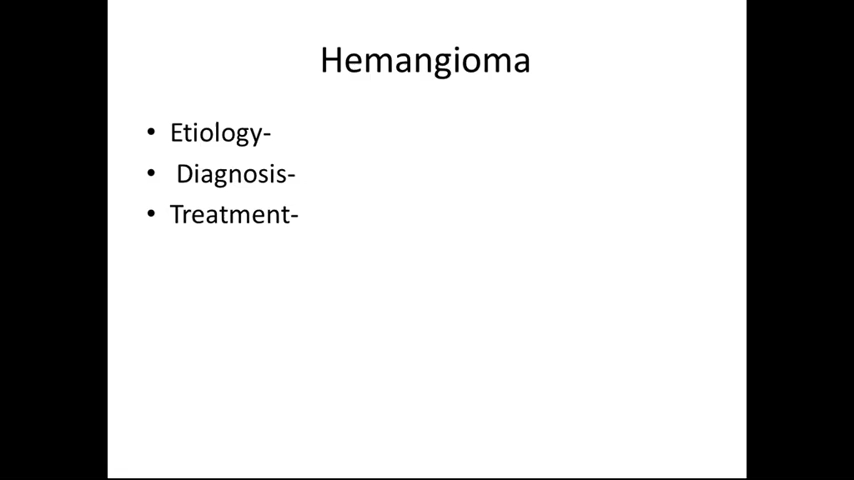 Hemangioma
• Etiology-
• Diagnosis-
• Treatment-